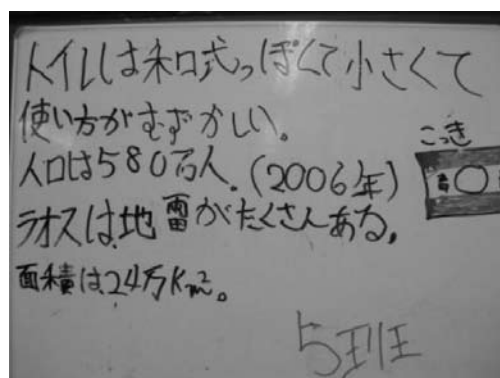 トイレは和式っぽくて小さくて
使い方がむずかしい。
こっき
人口は580万人.(2006年)
ラオスは地雷がたくさんある.
面積は24万Km²。
5班